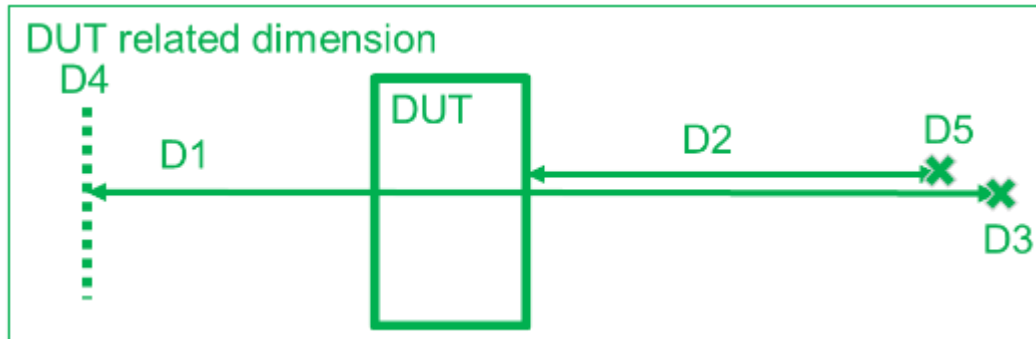 DUT related dimension
D4
DUT
D1
D2
D5
D3